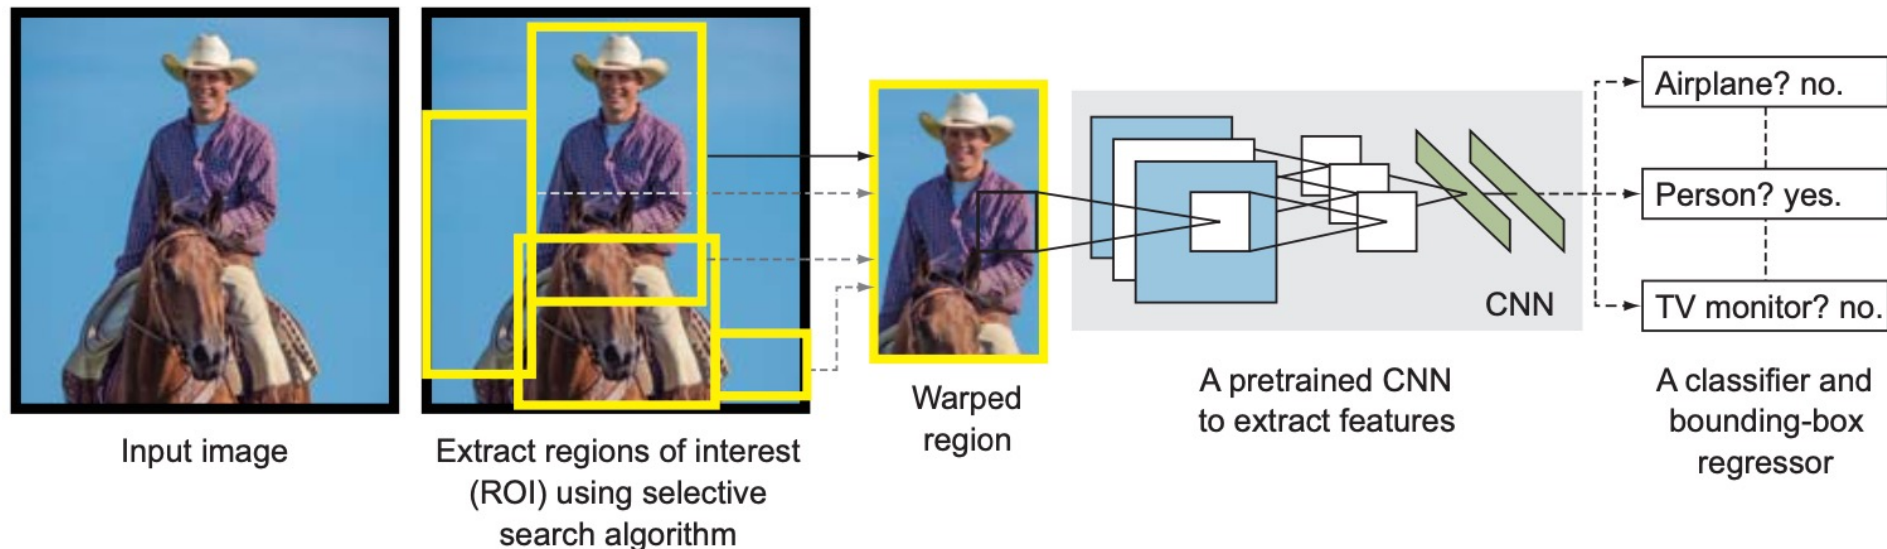 Input image
Extract regions of interest
(ROI) using selective
search algorithm
Warped
region
CNN
A pretrained CNN
to extract features
Airplane? no.
Person? yes.
TV monitor? no.
A classifier and
bounding-box
regressor